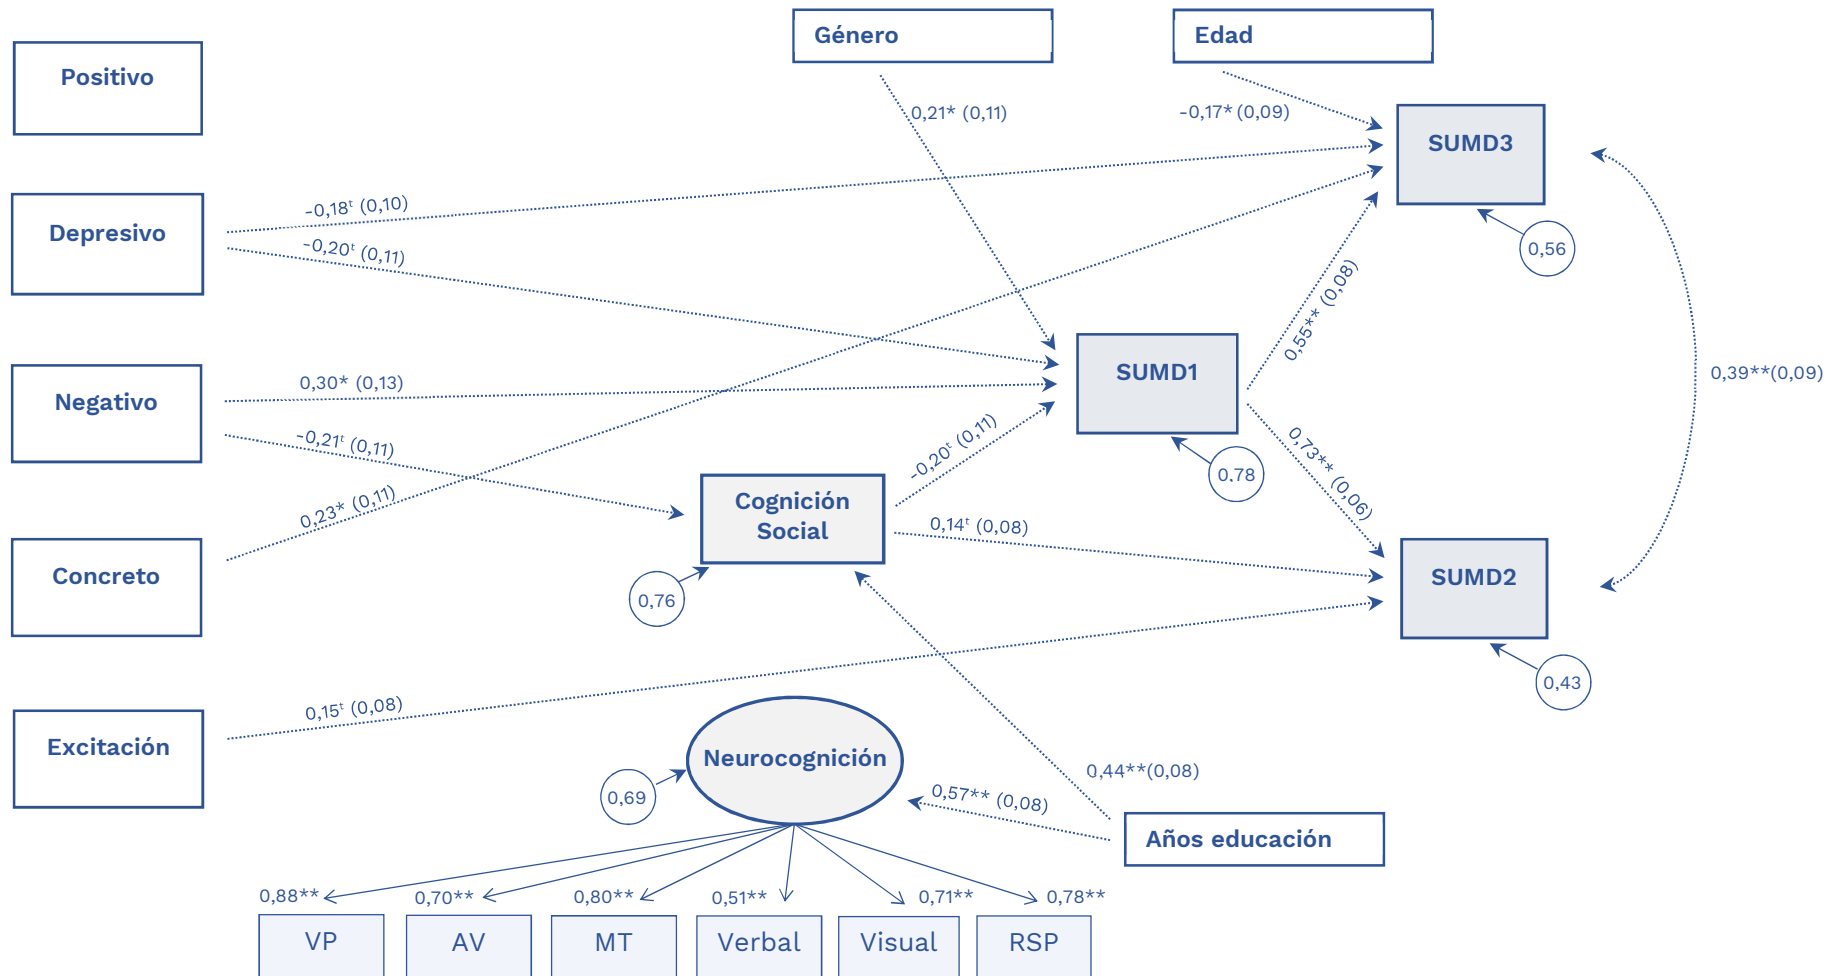 Género
Edad
Positivo
0,21* (0,11)
-0,17* (0,09)
SUMD3
-0,18ᵗ (0,10)
Depresivo
-0,20ᵗ (0,11)
0,56
0,55** (0,08)
SUMD1
0,39**(0,09)
0,30* (0,13)
Negativo
-0,21ᵗ (0,11)
-0,20ᵗ (0,11)
0,73** (0,06)
0,78
Cognición
Social
0,23* (0,11)
0,14ᵗ (0,08)
Concreto
SUMD2
0,76
0,43
0,15ᵗ (0,08)
Excitación
Neurocognición
0,44**(0,08)
0,69
0,57** (0,08)
Años educación
0,88**
0,70**
0,80**
0,51**
0,71**
0,78**
VP
AV
MT
Verbal
Visual
RSP